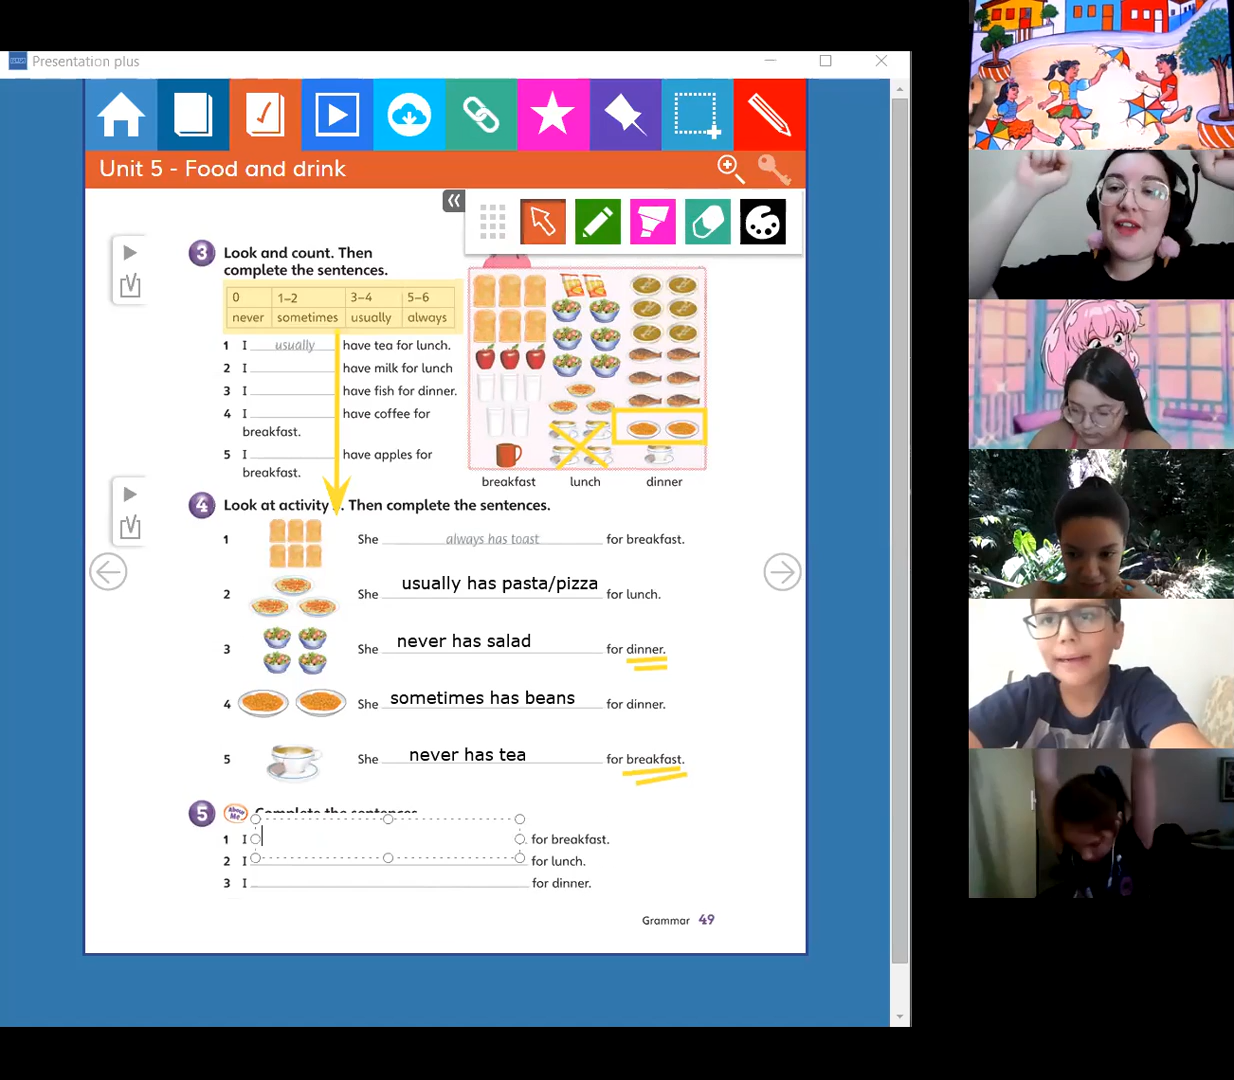 Presentation plus
Unit 5 - Food and drink
3 Look and count. Then
complete the sentences.
0 1–2 3–4 5–6
never sometimes usually always
1 I usually have tea for lunch.
2 I have milk for lunch
3 I have fish for dinner.
4 I have coffee for
breakfast.
5 I have apples for
breakfast.
breakfast lunch dinner
4 Look at activity . Then complete the sentences.
1 She always has toast for breakfast.
2 She usually has pasta/pizza for lunch.
3 She never has salad for dinner.
4 She sometimes has beans for dinner.
5 She never has tea for breakfast.
5 About Me Complete the sentences
1 I for breakfast.
2 I for lunch.
3 I for dinner.
Grammar 49